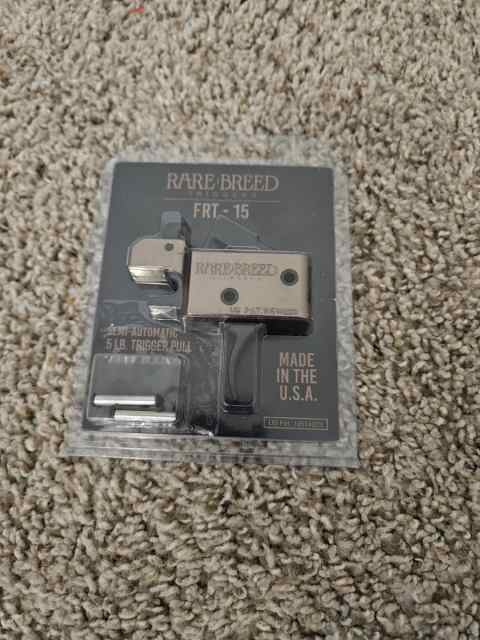 RARE BREED
TRIGGERS
FRT - 15
RARE BREED
SEMI-AUTOMATIC
5 LB. TRIGGER PULL
MADE
IN THE
U.S.A.